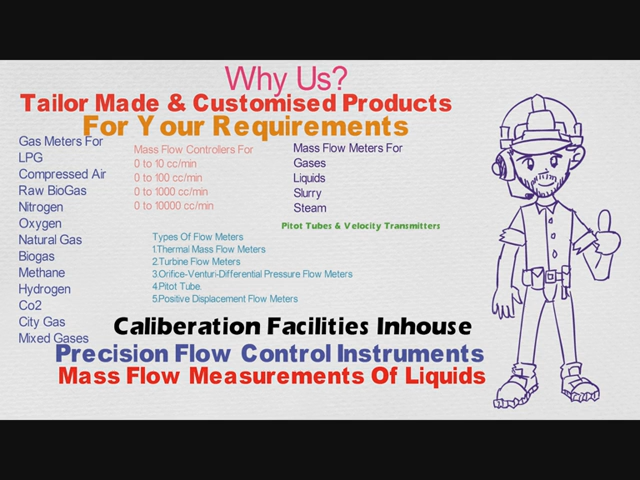 Why Us?
Tailor Made & Customised Products
For Your Requirements
Gas Meters For
LPG
Compressed Air
Raw BioGas
Nitrogen
Oxygen
Natural Gas
Biogas
Methane
Hydrogen
Co2
City Gas
Mixed Gases
Mass Flow Controllers For
0 to 10 cc/min
0 to 100 cc/min
0 to 1000 cc/min
0 to 10000 cc/min
Mass Flow Meters For
Gases
Liquids
Slurry
Steam
Pitot Tubes & Velocity Transmitters
Types Of Flow Meters
1.Thermal Mass Flow Meters
2.Turbine Flow Meters
3.Orifice-Venturi-Differential Pressure Flow Meters
4.Pitot Tube.
5.Positive Displacement Flow Meters
Caliberation Facilities Inhouse
Precision Flow Control Instruments
Mass Flow Measurements Of Liquids